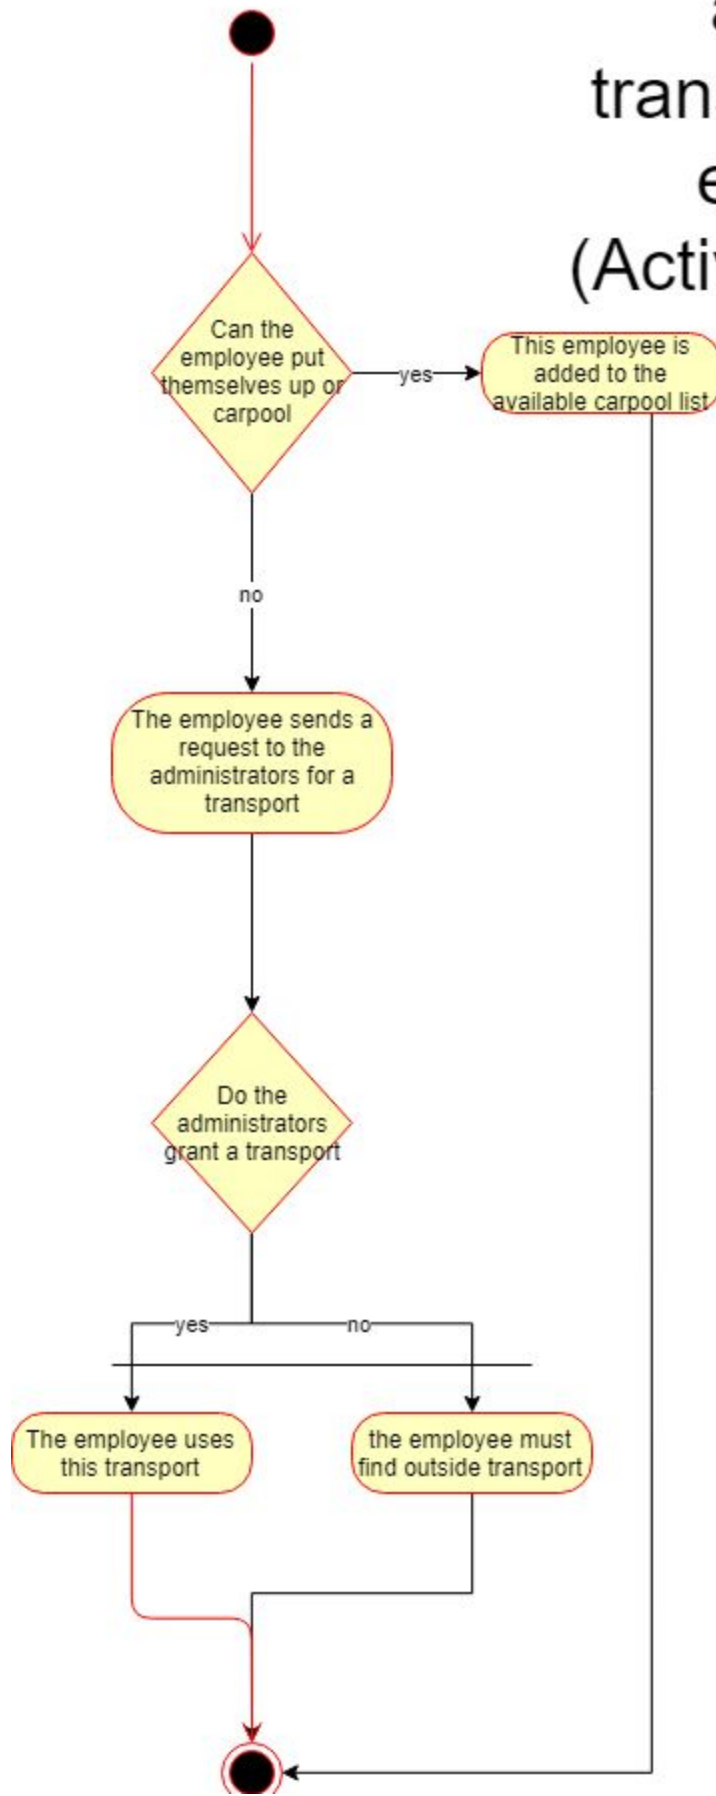 a
tran
e
(Activ
Can the
employee put
themselves up or
carpool
yes
This employee is
added to the
available carpool list
no
The employee sends a
request to the
administrators for a
transport
Do the
administrators
grant a transport
yes
no
The employee uses
this transport
the employee must
find outside transport